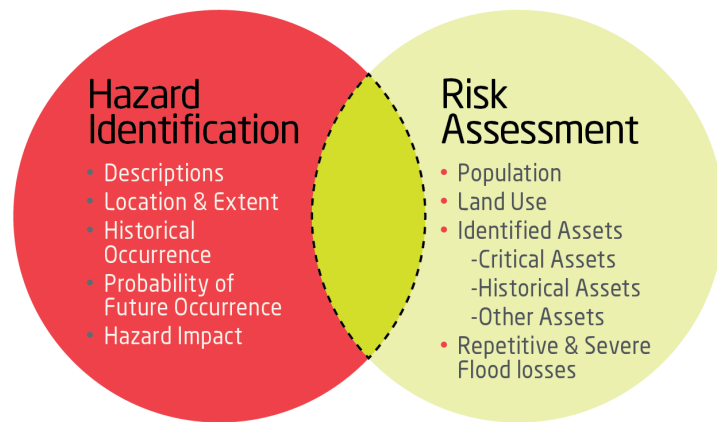 Hazard
Identification
• Descriptions
• Location & Extent
• Historical
Occurrence
• Probability of
Future Occurrence
• Hazard Impact
Risk
Assessment
• Population
• Land Use
• Identified Assets
-Critical Assets
-Historical Assets
-Other Assets
• Repetitive & Severe
Flood losses